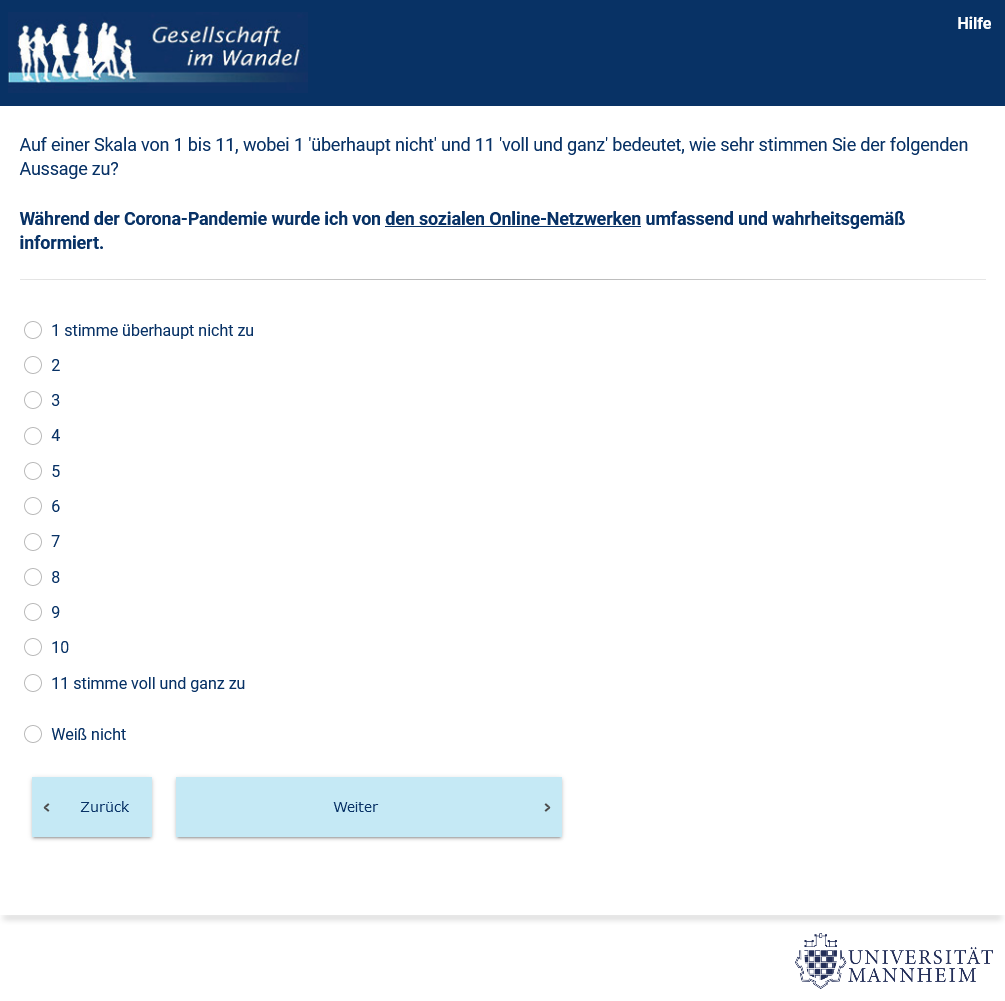 Gesellschaft
im Wandel
Hilfe
Auf einer Skala von 1 bis 11, wobei 1 'überhaupt nicht' und 11 'voll und ganz' bedeutet, wie sehr stimmen Sie der folgenden
Aussage zu?
Während der Corona-Pandemie wurde ich von den sozialen Online-Netzwerken umfassend und wahrheitsgemäß
informiert.
1 stimme überhaupt nicht zu
2
3
4
5
6
7
8
9
10
11 stimme voll und ganz zu
Weiß nicht
Zurück
Weiter
UNIVERSITÄT
MANNHEIM